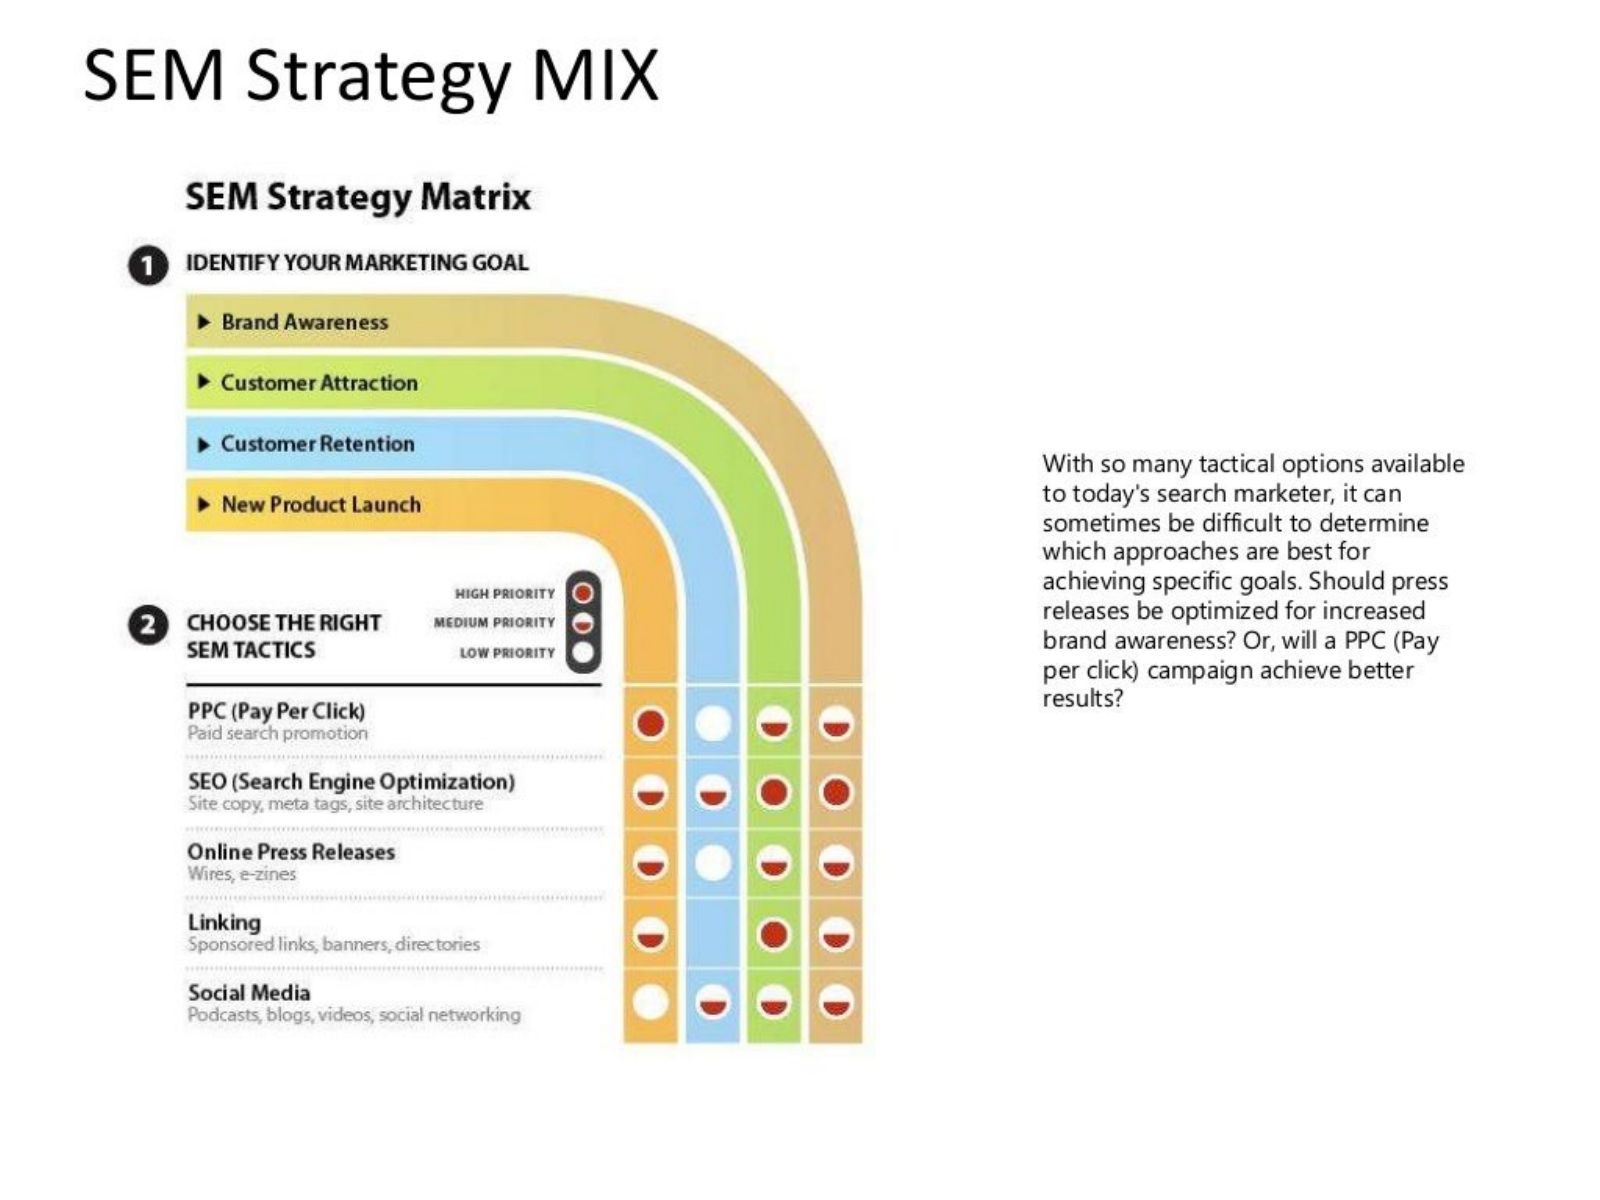 SEM Strategy MIX
SEM Strategy Matrix
1 IDENTIFY YOUR MARKETING GOAL
Brand Awareness
Customer Attraction
Customer Retention
New Product Launch
HIGH PRIORITY
MEDIUM PRIORITY
LOW PRIORITY
2 CHOOSE THE RIGHT
SEM TACTICS
PPC (Pay Per Click)
Paid search promotion
SEO (Search Engine Optimization)
Site copy, meta tags, site architecture
Online Press Releases
Wires, e-zines
Linking
Sponsored links, banners, directories
Social Media
Podcasts, blogs, videos, social networking
With so many tactical options available
to today's search marketer, it can
sometimes be difficult to determine
which approaches are best for
achieving specific goals. Should press
releases be optimized for increased
brand awareness? Or, will a PPC (Pay
per click) campaign achieve better
results?